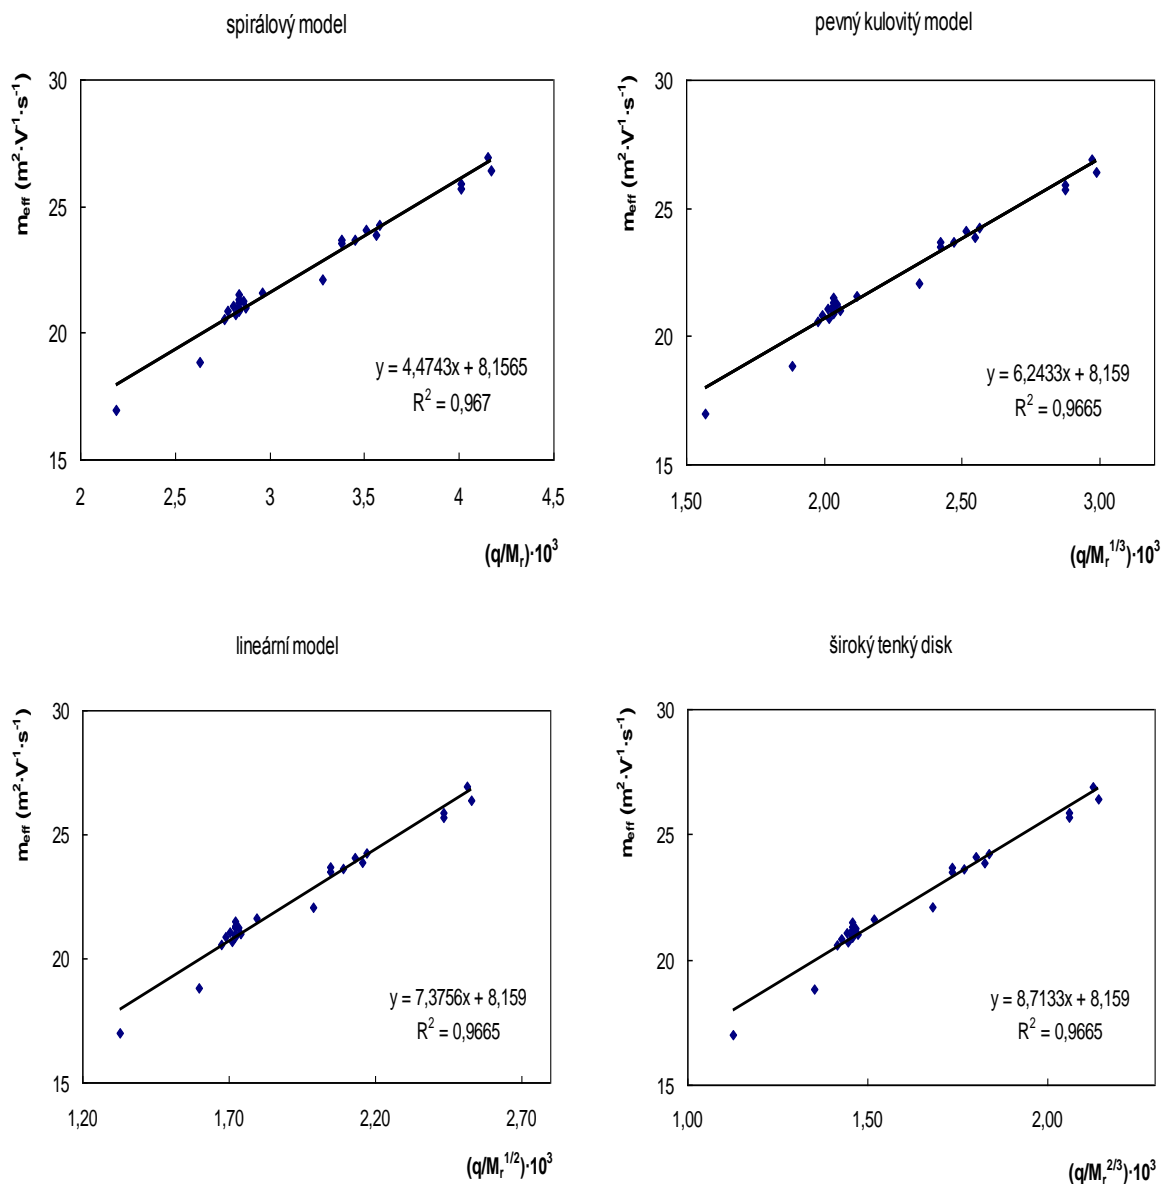 spirálový model
m_eff (m²·V⁻¹·s⁻¹)
30
25
20
15
y = 4,4743x + 8,1565
R² = 0,967
2 2,5 3 3,5 4 4,5
(q/Mᵣ)·10³
pevný kulovitý model
m_eff (m²·V⁻¹·s⁻¹)
30
25
20
15
y = 6,2433x + 8,159
R² = 0,9665
1,50 2,00 2,50 3,00
(q/Mᵣ^1/3)·10³
lineární model
m_eff (m²·V⁻¹·s⁻¹)
30
25
20
15
y = 7,3756x + 8,159
R² = 0,9665
1,20 1,70 2,20 2,70
(q/Mᵣ^1/2)·10³
široký tenký disk
m_eff (m²·V⁻¹·s⁻¹)
30
25
20
15
y = 8,7133x + 8,159
R² = 0,9665
1,00 1,50 2,00
(q/Mᵣ^2/3)·10³